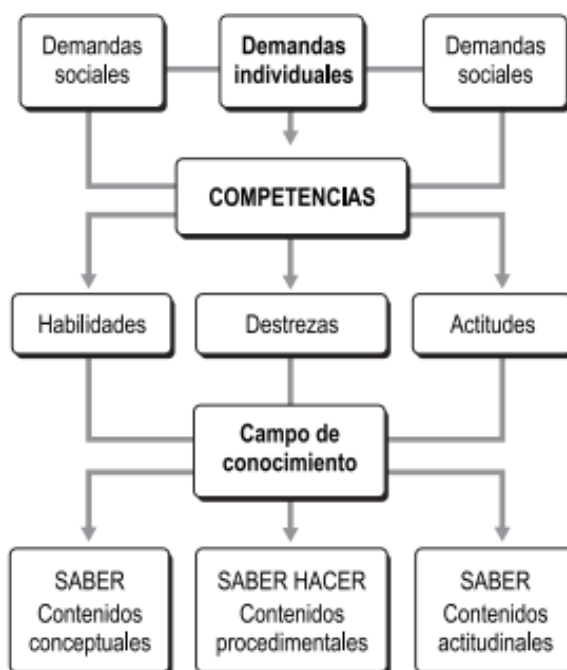 Demandas
sociales
Demandas
individuales
Demandas
sociales
COMPETENCIAS
Habilidades
Destrezas
Actitudes
Campo de
conocimiento
SABER
Contenidos
conceptuales
SABER HACER
Contenidos
procedimentales
SABER
Contenidos
actitudinales